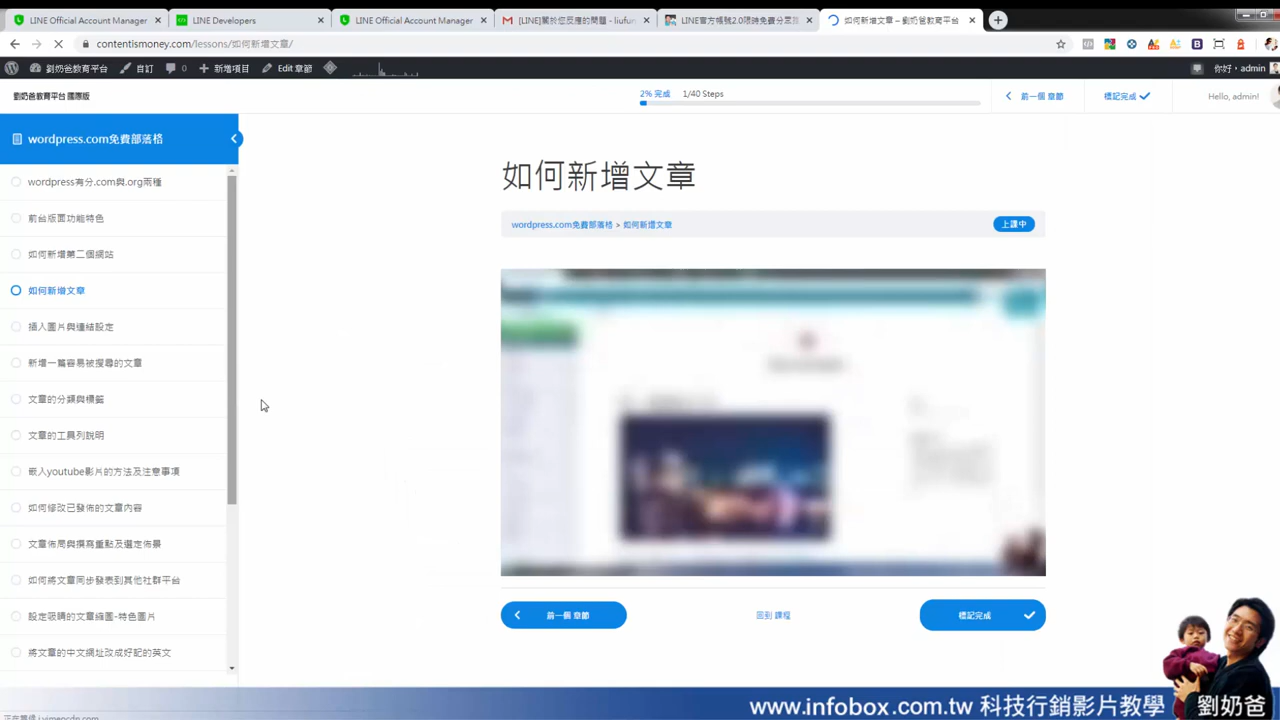 LINE Official Account Manager
LINE Developers
LINE Official Account Manager
[LINE]關於您反應的問題 - liufun
LINE官方帳號2.0限時免費分眾訊
如何新增文章 – 劉奶爸教育平台
contentismoney.com/lessons/如何新增文章/
劉奶爸教育平台
自訂
0
新增項目
Edit 章節
你好, admin
劉奶爸教育平台 國際版
2% 完成
1/40 Steps
前一個 章節
標記完成
Hello, admin!
wordpress.com免費部落格
wordpress有分.com與.org兩種
前台版面功能特色
如何新增第二個網站
如何新增文章
插入圖片與連結設定
新增一篇容易被搜尋的文章
文章的分類與標籤
文章的工具列說明
嵌入youtube影片的方法及注意事項
如何修改已發佈的文章內容
文章佈局與撰寫重點及選定佈景
如何將文章同步發表到其他社群平台
設定吸睛的文章縮圖-特色圖片
將文章的中文網址改成好記的英文
如何新增文章
wordpress.com免費部落格 > 如何新增文章
上課中
前一個 章節
回到 課程
標記完成
www.infobox.com.tw 科技行銷影片教學
劉奶爸